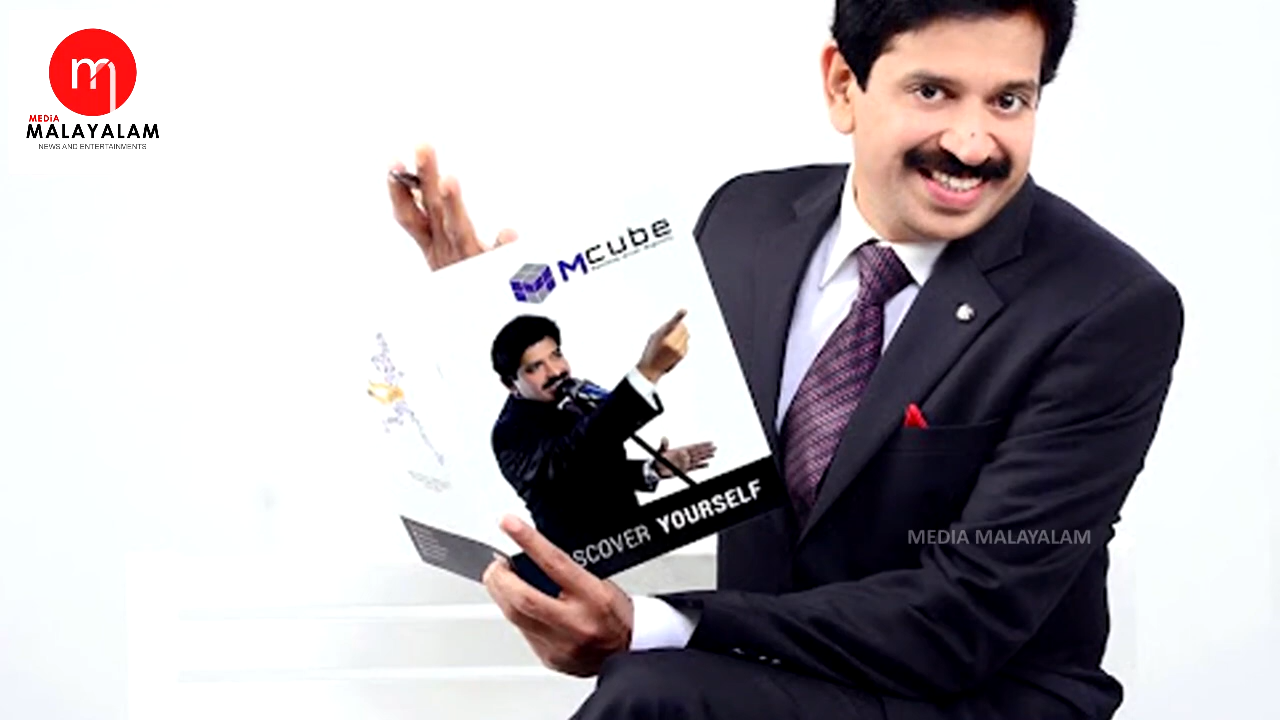 m
MEDiA
MALAYALAM
NEWS AND ENTERTAINMENTS
Mcube
SCOVER YOURSELF
MEDIA MALAYALAM